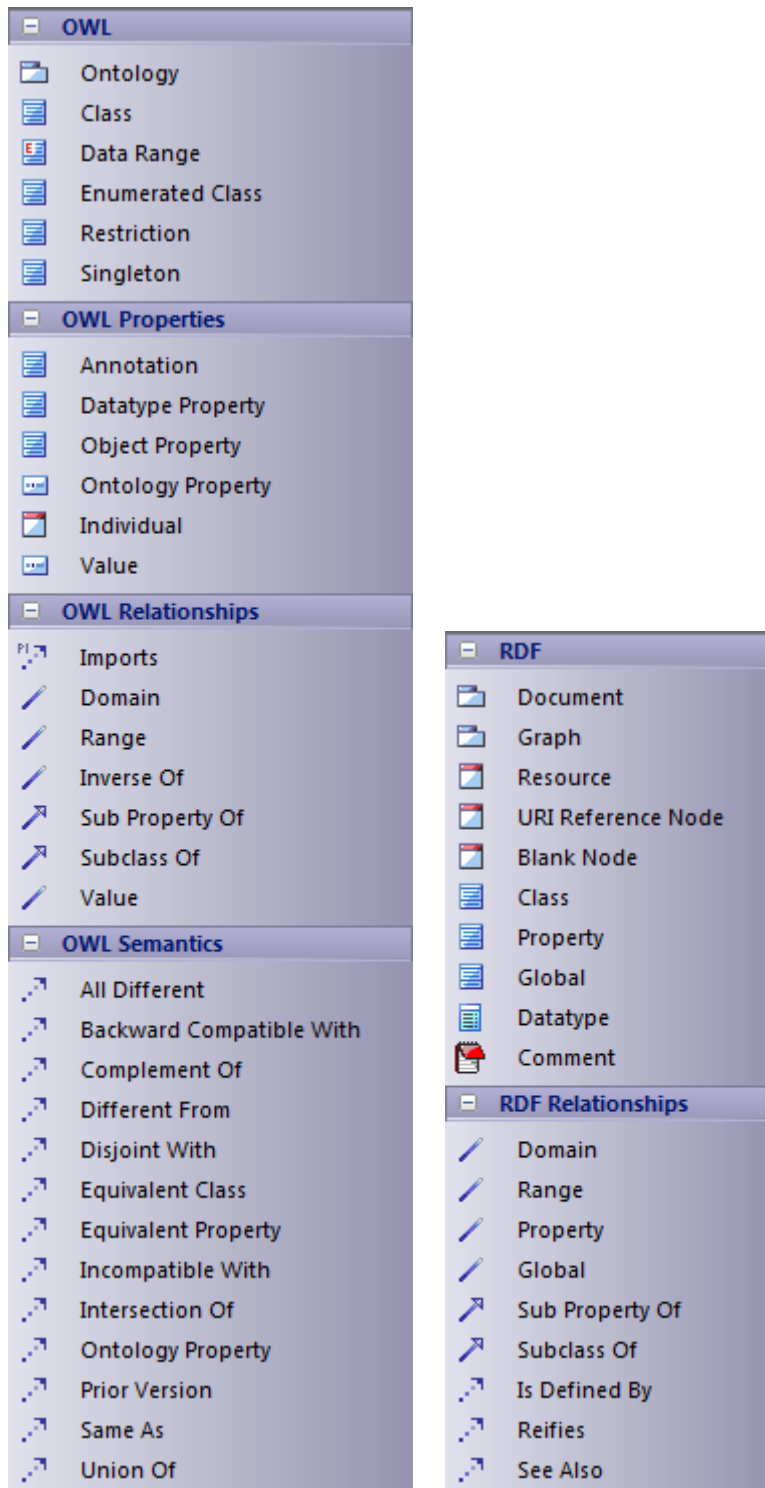 OWL
Ontology
Class
Data Range
Enumerated Class
Restriction
Singleton
OWL Properties
Annotation
Datatype Property
Object Property
Ontology Property
Individual
Value
OWL Relationships
Imports
Domain
Range
Inverse Of
Sub Property Of
Subclass Of
Value
OWL Semantics
All Different
Backward Compatible With
Complement Of
Different From
Disjoint With
Equivalent Class
Equivalent Property
Incompatible With
Intersection Of
Ontology Property
Prior Version
Same As
Union Of
RDF
Document
Graph
Resource
URI Reference Node
Blank Node
Class
Property
Global
Datatype
Comment
RDF Relationships
Domain
Range
Property
Global
Sub Property Of
Subclass Of
Is Defined By
Reifies
See Also